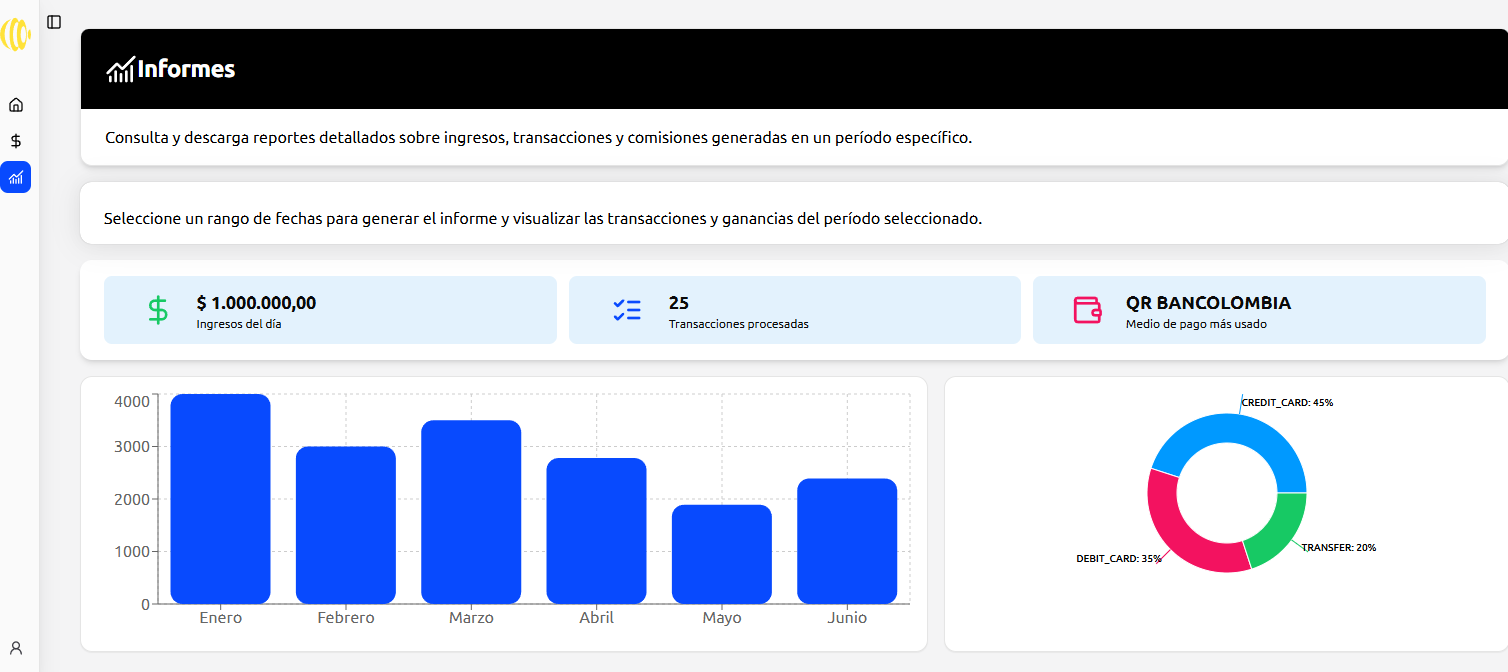 Informes
Consulta y descarga reportes detallados sobre ingresos, transacciones y comisiones generadas en un período específico.
Seleccione un rango de fechas para generar el informe y visualizar las transacciones y ganancias del período seleccionado.
$ 1.000.000,00
Ingresos del día
25
Transacciones procesadas
QR BANCOLOMBIA
Medio de pago más usado
4000
3000
2000
1000
0
Enero
Febrero
Marzo
Abril
Mayo
Junio
CREDIT_CARD: 45%
DEBIT_CARD: 35%
TRANSFER: 20%